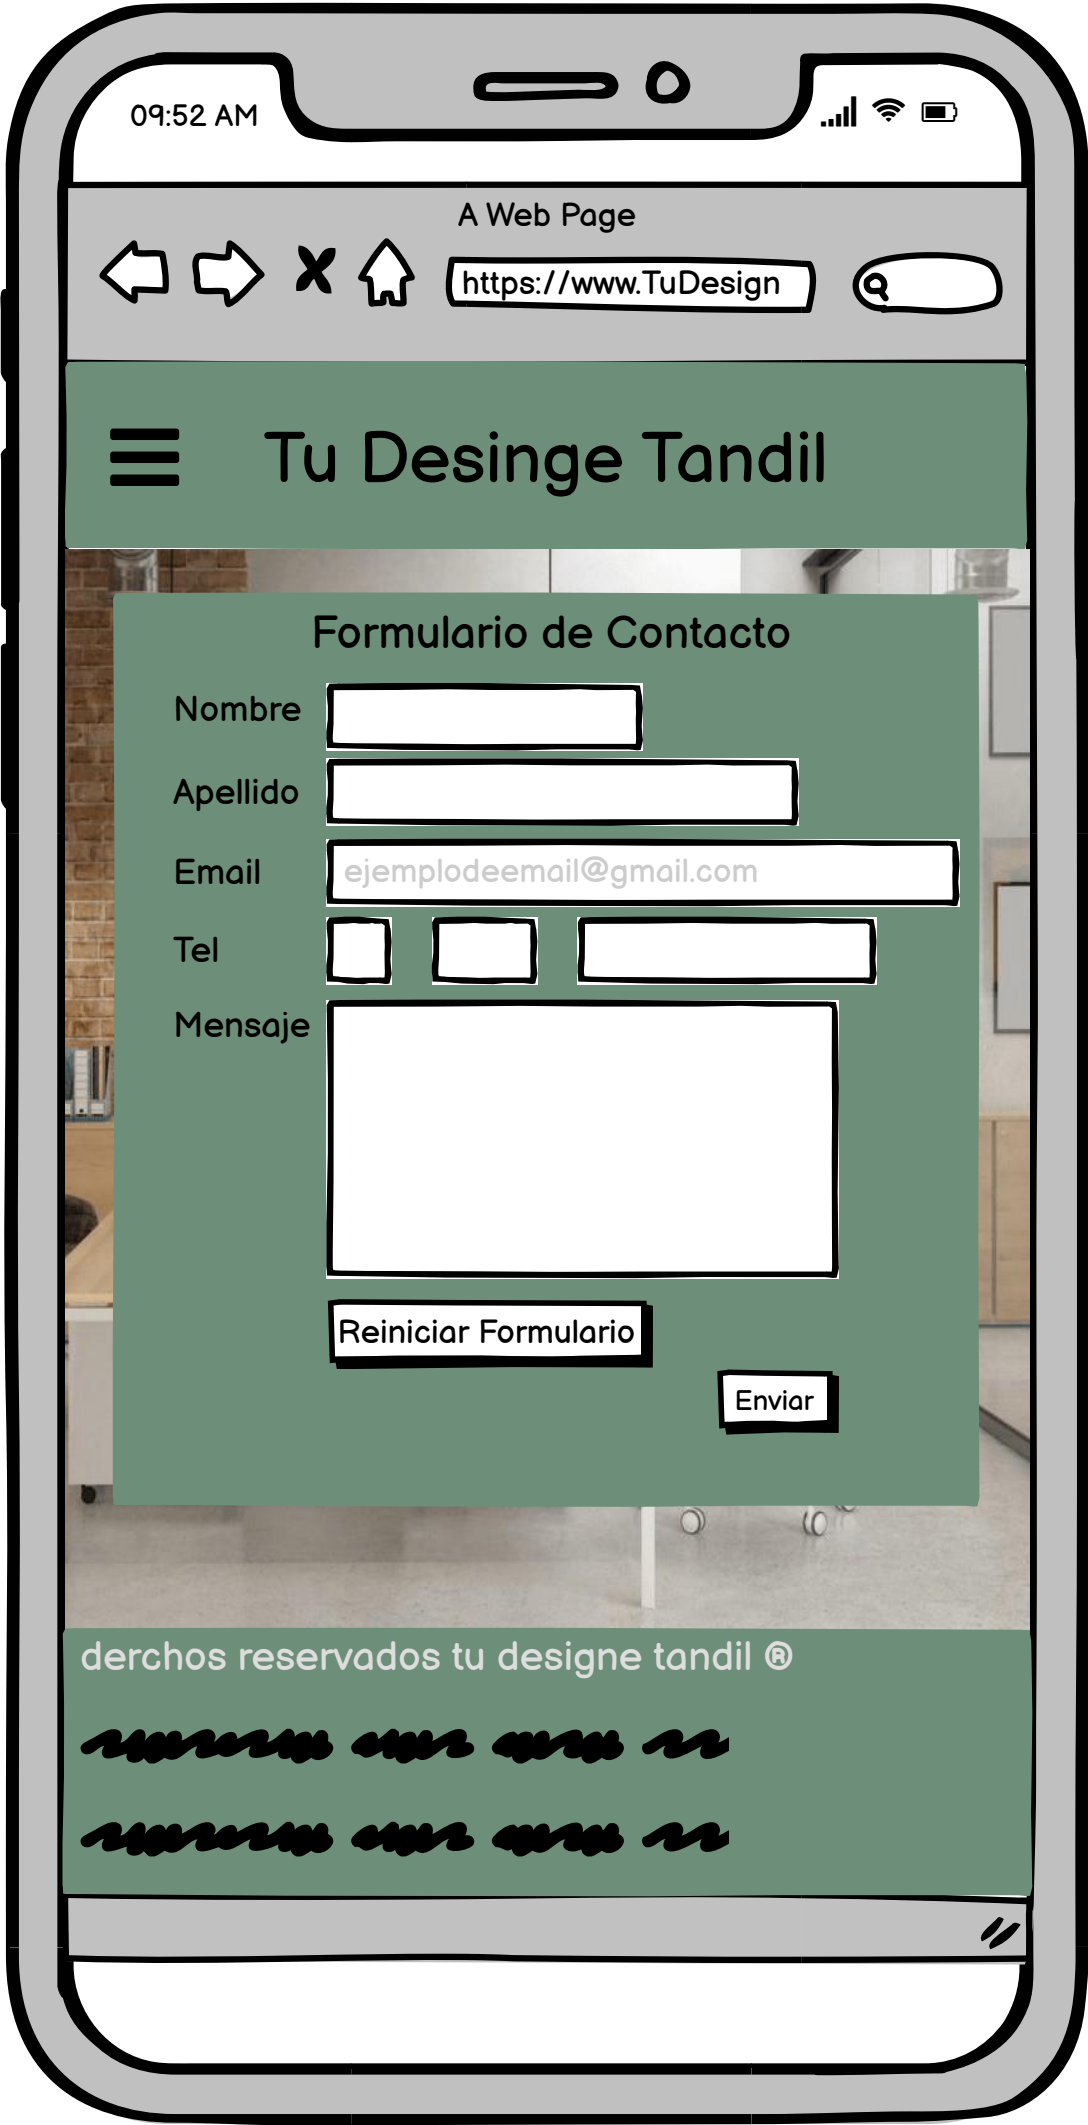 09:52 AM
A Web Page
https://www.TuDesign
Tu Desinge Tandil
Formulario de Contacto
Nombre
Apellido
Email ejemplodeemail@gmail.com
Tel
Mensaje
Reiniciar Formulario
Enviar
derchos reservados tu designe tandil ®